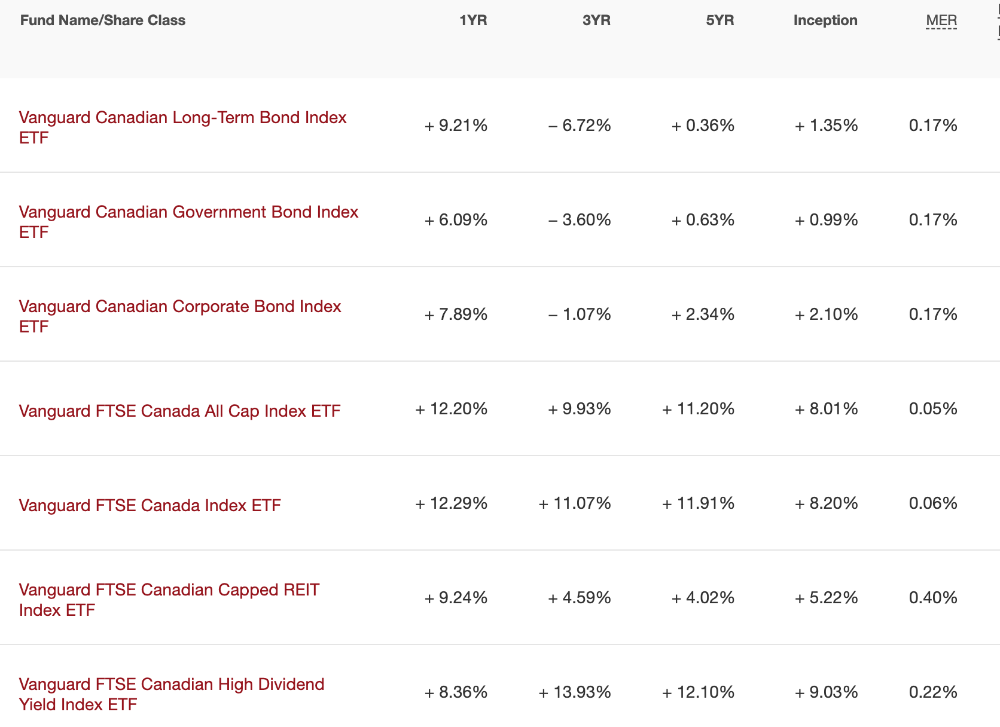 Fund Name/Share Class 1YR 3YR 5YR Inception MER
Vanguard Canadian Long-Term Bond Index
ETF
+ 9.21% – 6.72% + 0.36% + 1.35% 0.17%
Vanguard Canadian Government Bond Index
ETF
+ 6.09% – 3.60% + 0.63% + 0.99% 0.17%
Vanguard Canadian Corporate Bond Index
ETF
+ 7.89% – 1.07% + 2.34% + 2.10% 0.17%
Vanguard FTSE Canada All Cap Index ETF + 12.20% + 9.93% + 11.20% + 8.01% 0.05%
Vanguard FTSE Canada Index ETF + 12.29% + 11.07% + 11.91% + 8.20% 0.06%
Vanguard FTSE Canadian Capped REIT
Index ETF
+ 9.24% + 4.59% + 4.02% + 5.22% 0.40%
Vanguard FTSE Canadian High Dividend
Yield Index ETF
+ 8.36% + 13.93% + 12.10% + 9.03% 0.22%